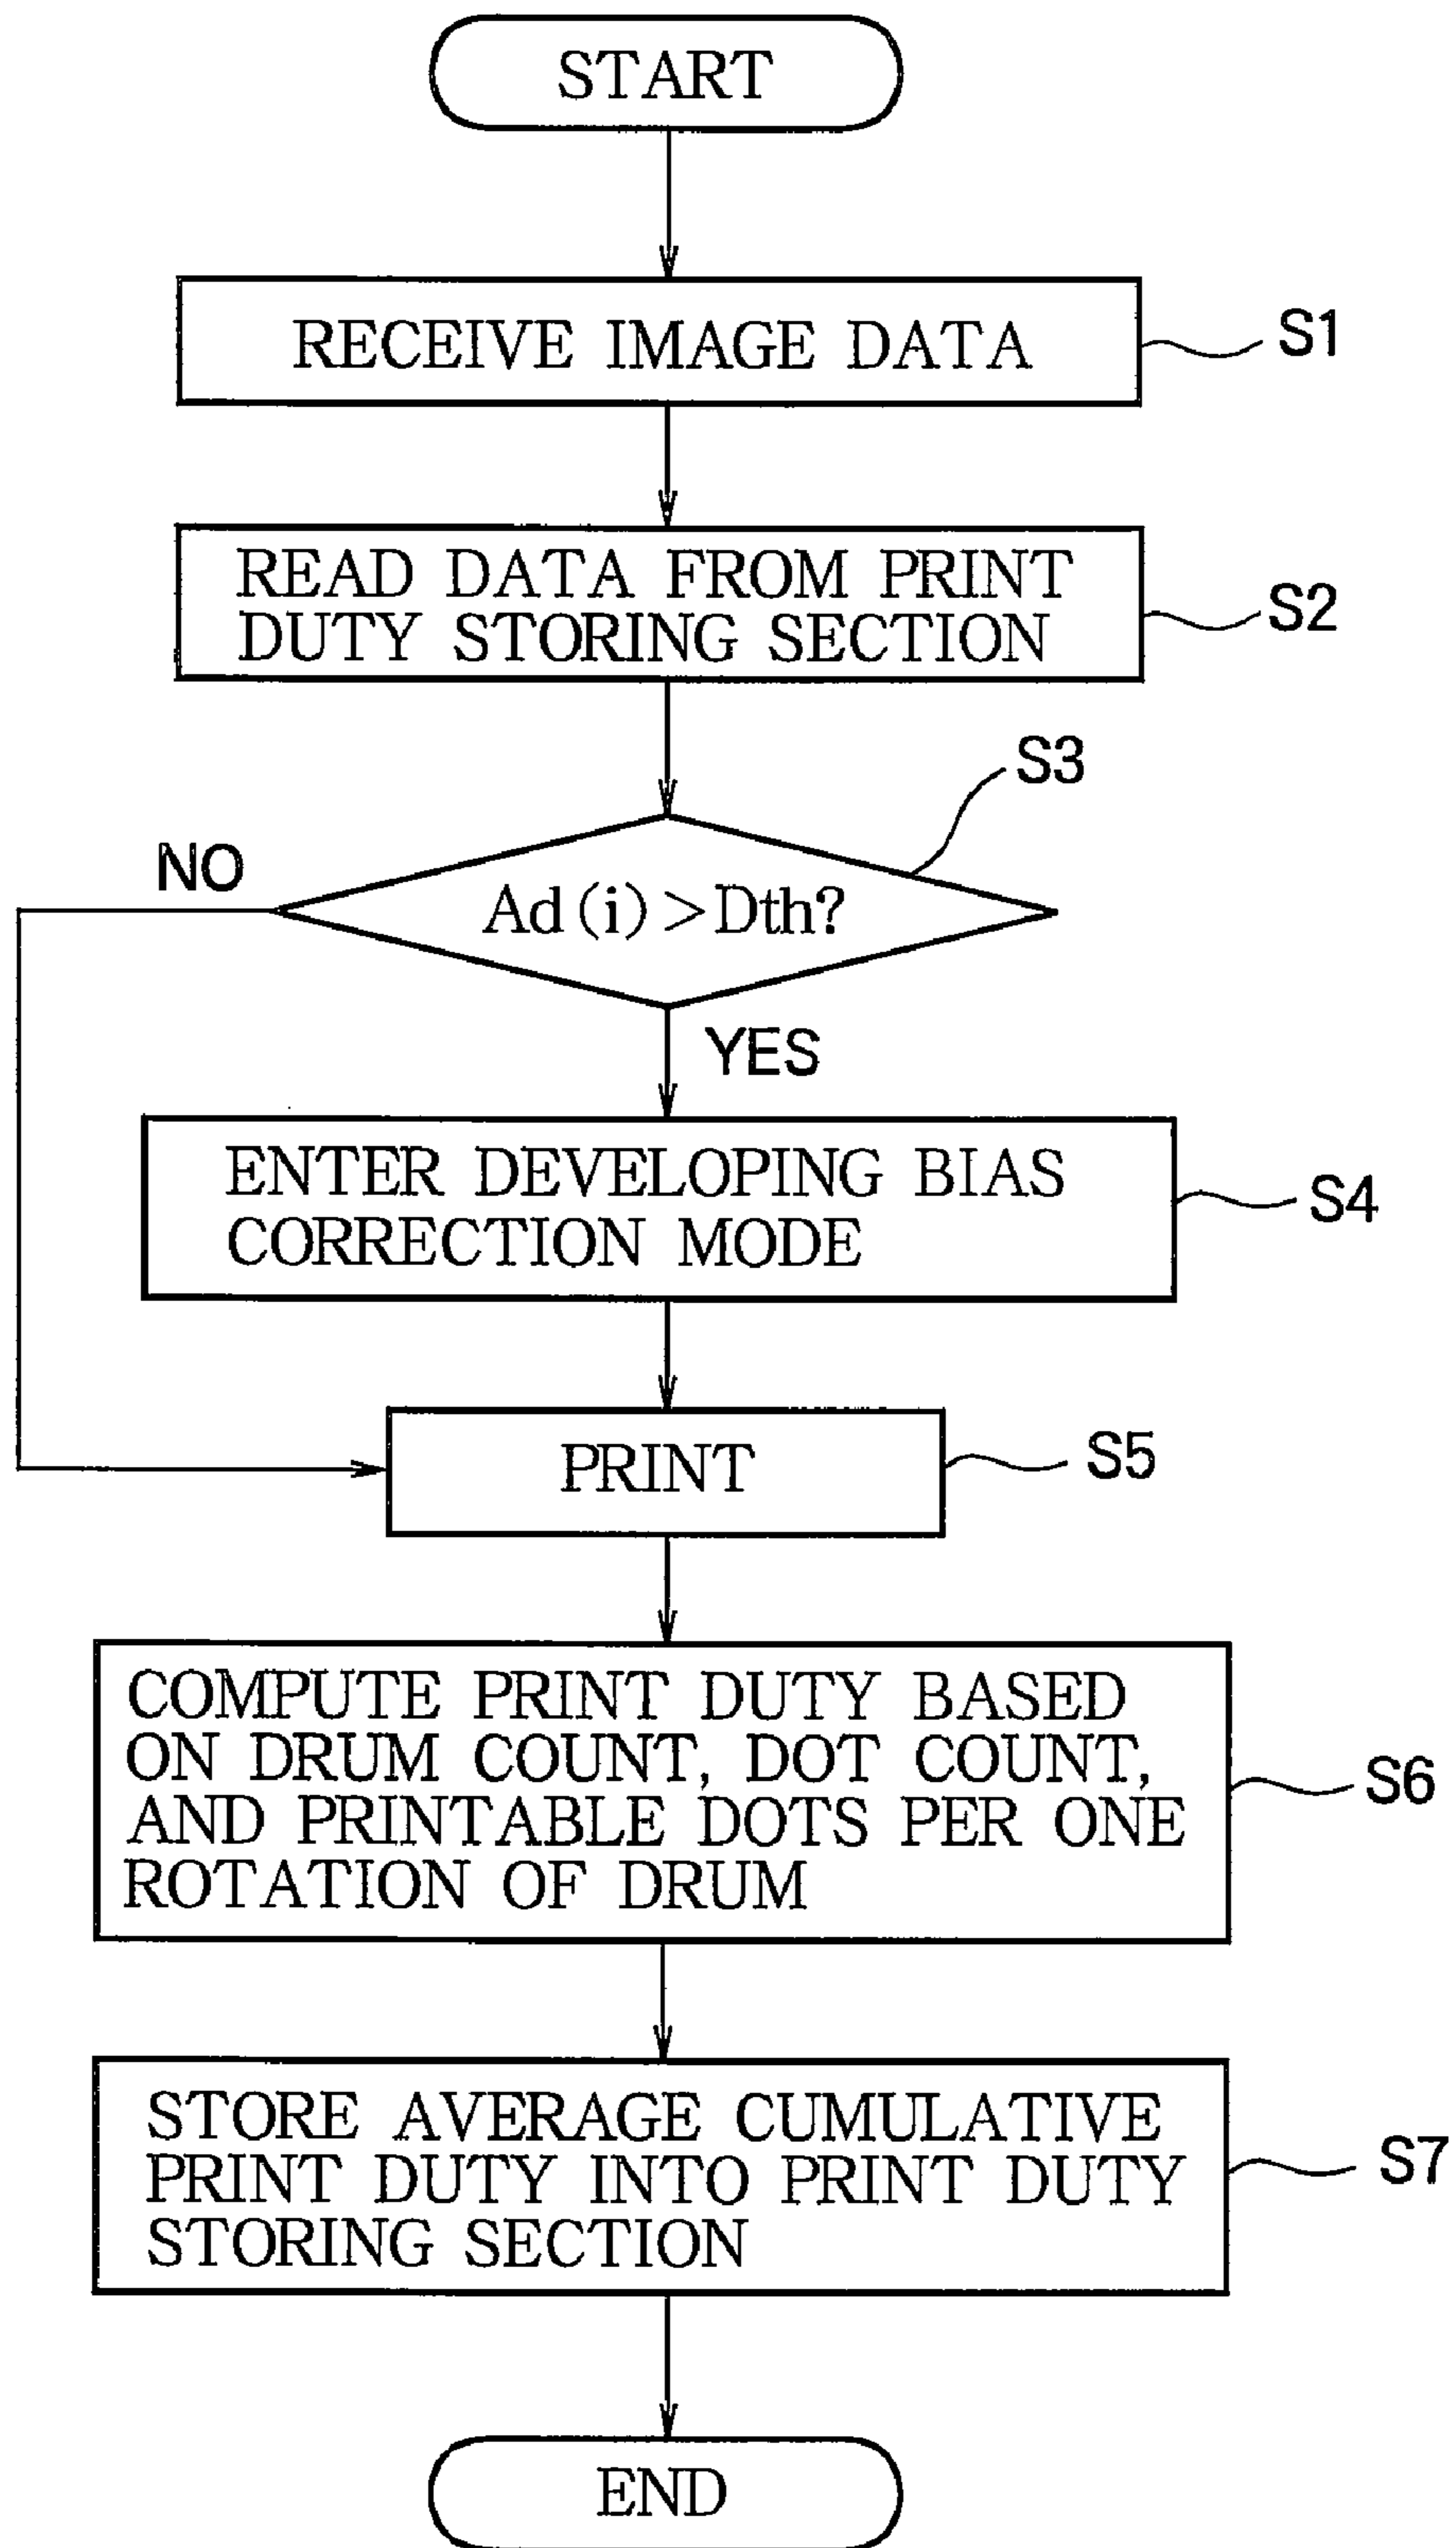 START
RECEIVE IMAGE DATA
S1
READ DATA FROM PRINT
DUTY STORING SECTION
S2
S3
NO
Ad(i)>Dth?
YES
ENTER DEVELOPING BIAS
CORRECTION MODE
S4
PRINT
S5
COMPUTE PRINT DUTY BASED
ON DRUM COUNT, DOT COUNT,
AND PRINTABLE DOTS PER ONE
ROTATION OF DRUM
S6
STORE AVERAGE CUMULATIVE
PRINT DUTY INTO PRINT DUTY
STORING SECTION
S7
END